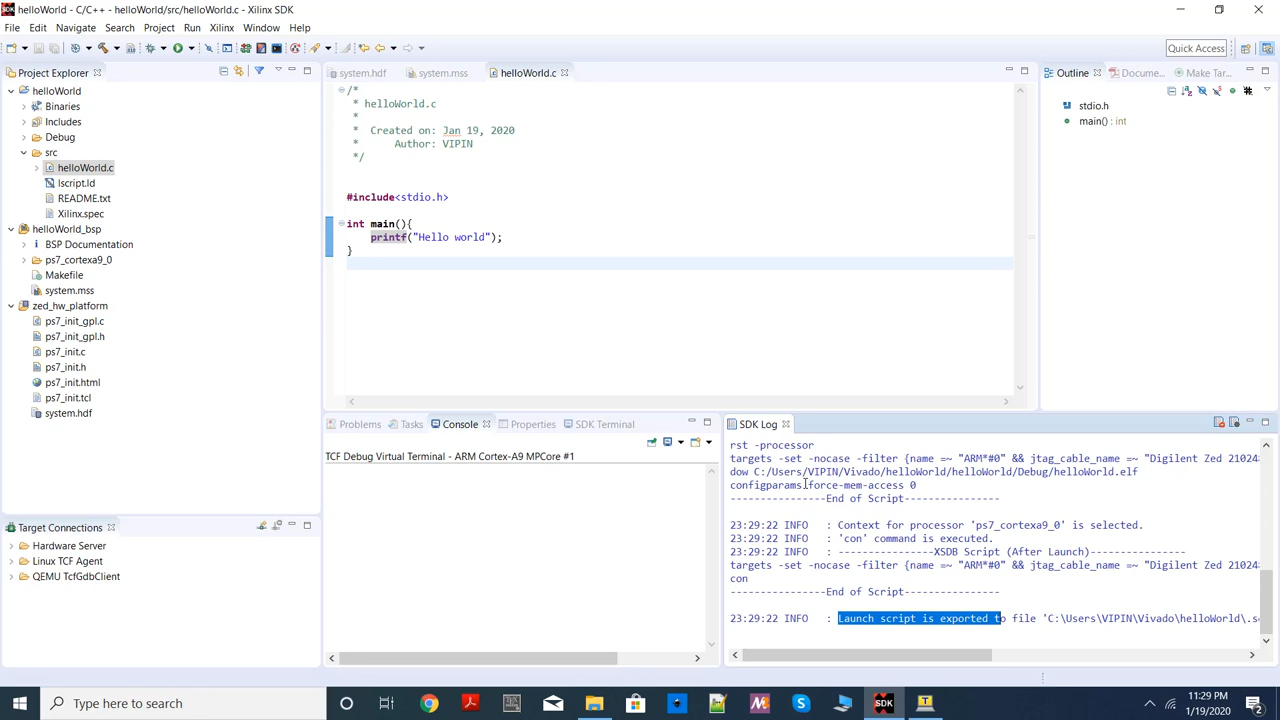 helloWorld - C/C++ - helloWorld/src/helloWorld.c - Xilinx SDK
File Edit Navigate Search Project Run Xilinx Window Help
Quick Access
Project Explorer
helloWorld
Binaries
Includes
Debug
src
helloWorld.c
lscript.ld
README.txt
Xilinx.spec
helloWorld_bsp
BSP Documentation
ps7_cortexa9_0
Makefile
system.mss
zed_hw_platform
ps7_init_gpl.c
ps7_init_gpl.h
ps7_init.c
ps7_init.h
ps7_init.html
ps7_init.tcl
system.hdf
Target Connections
Hardware Server
Linux TCF Agent
QEMU TcfGdbClient
system.hdf system.mss helloWorld.c
/*
* helloWorld.c
*
* Created on: Jan 19, 2020
* Author: VIPIN
*/
#include<stdio.h>
int main(){
printf("Hello world");
}
Outline Docume... Make Tar...
stdio.h
main() : int
Problems Tasks Console Properties SDK Terminal
TCF Debug Virtual Terminal - ARM Cortex-A9 MPCore #1
SDK Log
rst -processor
targets -set -nocase -filter {name =~ "ARM*#0" && jtag_cable_name =~ "Digilent Zed 21024
dow C:/Users/VIPIN/Vivado/helloWorld/helloWorld/Debug/helloWorld.elf
configparams force-mem-access 0
----------------End of Script----------------
23:29:22 INFO : Context for processor 'ps7_cortexa9_0' is selected.
23:29:22 INFO : 'con' command is executed.
23:29:22 INFO : ----------------XSDB Script (After Launch)----------------
targets -set -nocase -filter {name =~ "ARM*#0" && jtag_cable_name =~ "Digilent Zed 21024
con
----------------End of Script----------------
23:29:22 INFO : Launch script is exported to file 'C:\Users\VIPIN\Vivado\helloWorld\.s
Type here to search
SDK
11:29 PM
1/19/2020
2